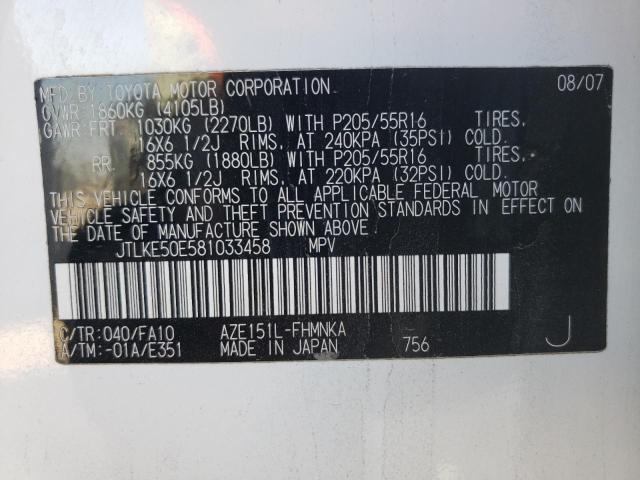 MFD BY:TOYOTA MOTOR CORPORATION 08/07
GVWR:1860KG (4105LB)
GAWR:FRT 1030KG (2270LB) WITH P205/55R16 TIRES.
16X6 1/2J RIMS, AT 240KPA (35PSI) COLD.
RR 855KG (1880LB) WITH P205/55R16 TIRES.
16X6 1/2J RIMS, AT 220KPA (32PSI) COLD.
THIS VEHICLE CONFORMS TO ALL APPLICABLE FEDERAL MOTOR
VEHICLE SAFETY AND THEFT PREVENTION STANDARDS IN EFFECT ON
THE DATE OF MANUFACTURE SHOWN ABOVE.
JTLKE50E581033458 MPV
C/TR:040/FA10 AZE151L-FHMNKA J
A/TM:-01A/E351 MADE IN JAPAN 756